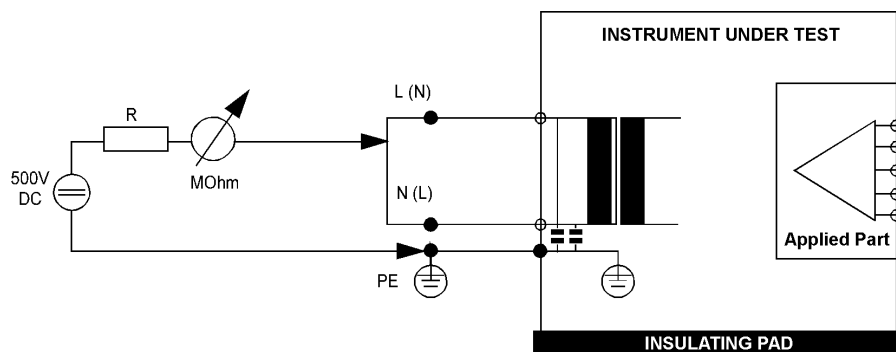 INSTRUMENT UNDER TEST
L (N)
R
500V
DC
MOhm
N (L)
Applied Part
PE
INSULATING PAD